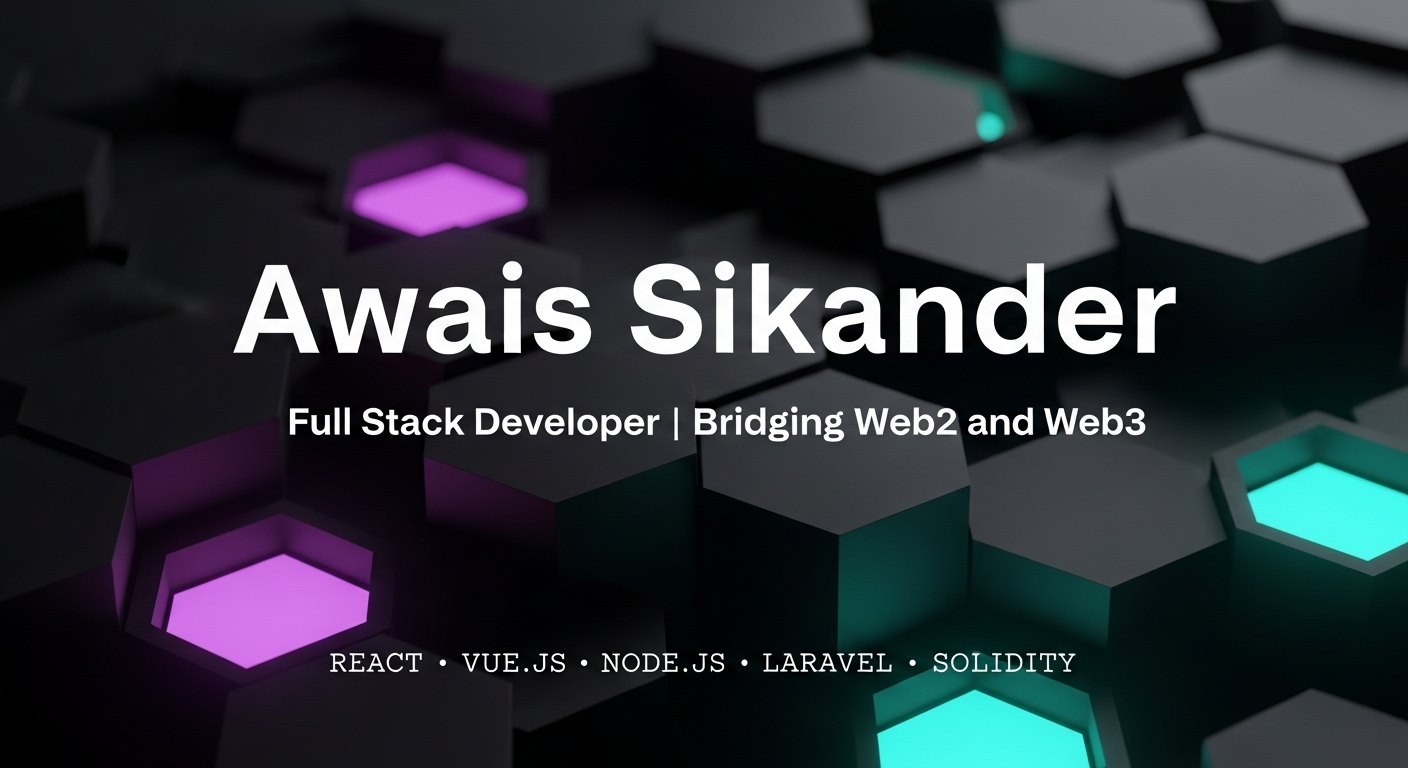 Awais Sikander
Full Stack Developer | Bridging Web2 and Web3
REACT • VUE.JS • NODE.JS • LARAVEL • SOLIDITY